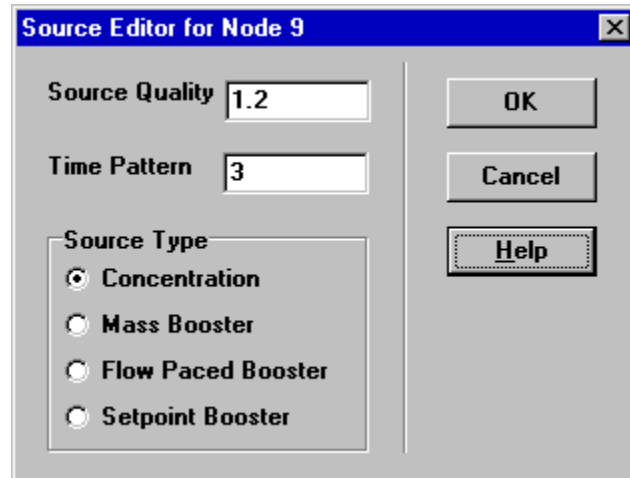 Source Editor for Node 9
Source Quality 1.2
Time Pattern 3
Source Type
Concentration
Mass Booster
Flow Paced Booster
Setpoint Booster
OK
Cancel
Help